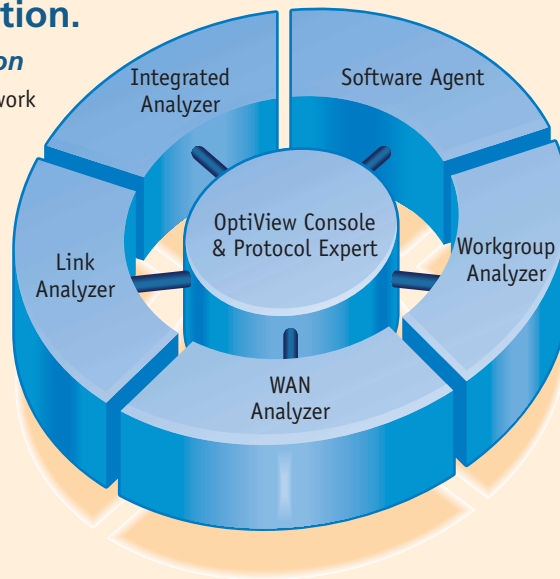 tion.
on
work
Integrated
Analyzer
Software Agent
OptiView Console
& Protocol Expert
Link
Analyzer
Workgroup
Analyzer
WAN
Analyzer